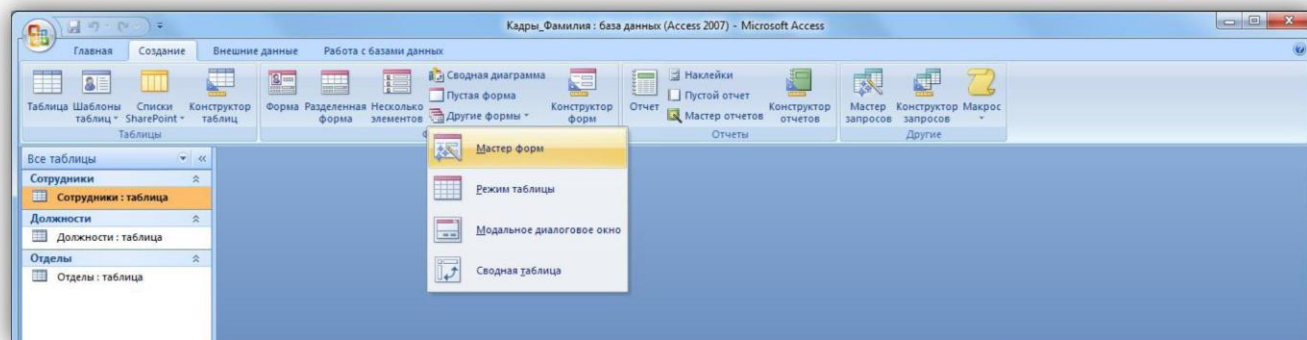 Кадры_Фамилия : база данных (Access 2007) - Microsoft Access
Главная Создание Внешние данные Работа с базами данных
Таблица Шаблоны таблиц Списки SharePoint Конструктор таблиц
Таблицы
Форма Разделенная форма Несколько элементов
Сводная диаграмма
Пустая форма
Другие формы
Конструктор форм
Отчет
Наклейки
Пустой отчет
Мастер отчетов
Конструктор отчетов
Отчеты
Мастер запросов Конструктор запросов Макрос
Другие
Все таблицы
Сотрудники
Сотрудники : таблица
Должности
Должности : таблица
Отделы
Отделы : таблица
Мастер форм
Режим таблицы
Модальное диалоговое окно
Сводная таблица